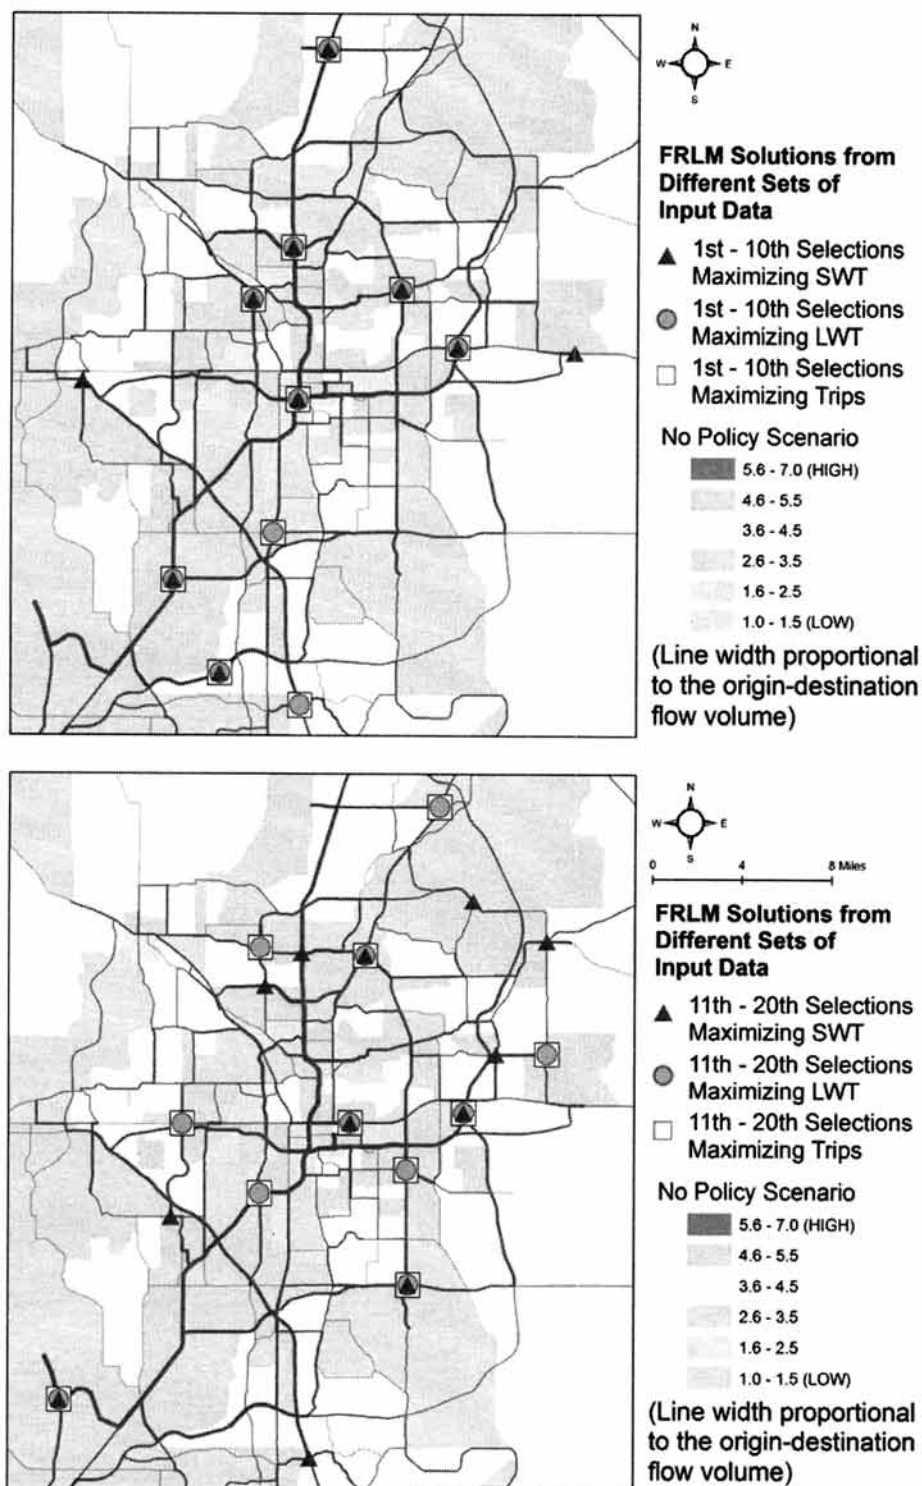 N
W E
S
FRLM Solutions from
Different Sets of
Input Data
1st - 10th Selections
Maximizing SWT
1st - 10th Selections
Maximizing LWT
1st - 10th Selections
Maximizing Trips
No Policy Scenario
5.6 - 7.0 (HIGH)
4.6 - 5.5
3.6 - 4.5
2.6 - 3.5
1.6 - 2.5
1.0 - 1.5 (LOW)
(Line width proportional
to the origin-destination
flow volume)
N
W E
S
0 4 8 Miles
FRLM Solutions from
Different Sets of
Input Data
11th - 20th Selections
Maximizing SWT
11th - 20th Selections
Maximizing LWT
11th - 20th Selections
Maximizing Trips
No Policy Scenario
5.6 - 7.0 (HIGH)
4.6 - 5.5
3.6 - 4.5
2.6 - 3.5
1.6 - 2.5
1.0 - 1.5 (LOW)
(Line width proportional
to the origin-destination
flow volume)